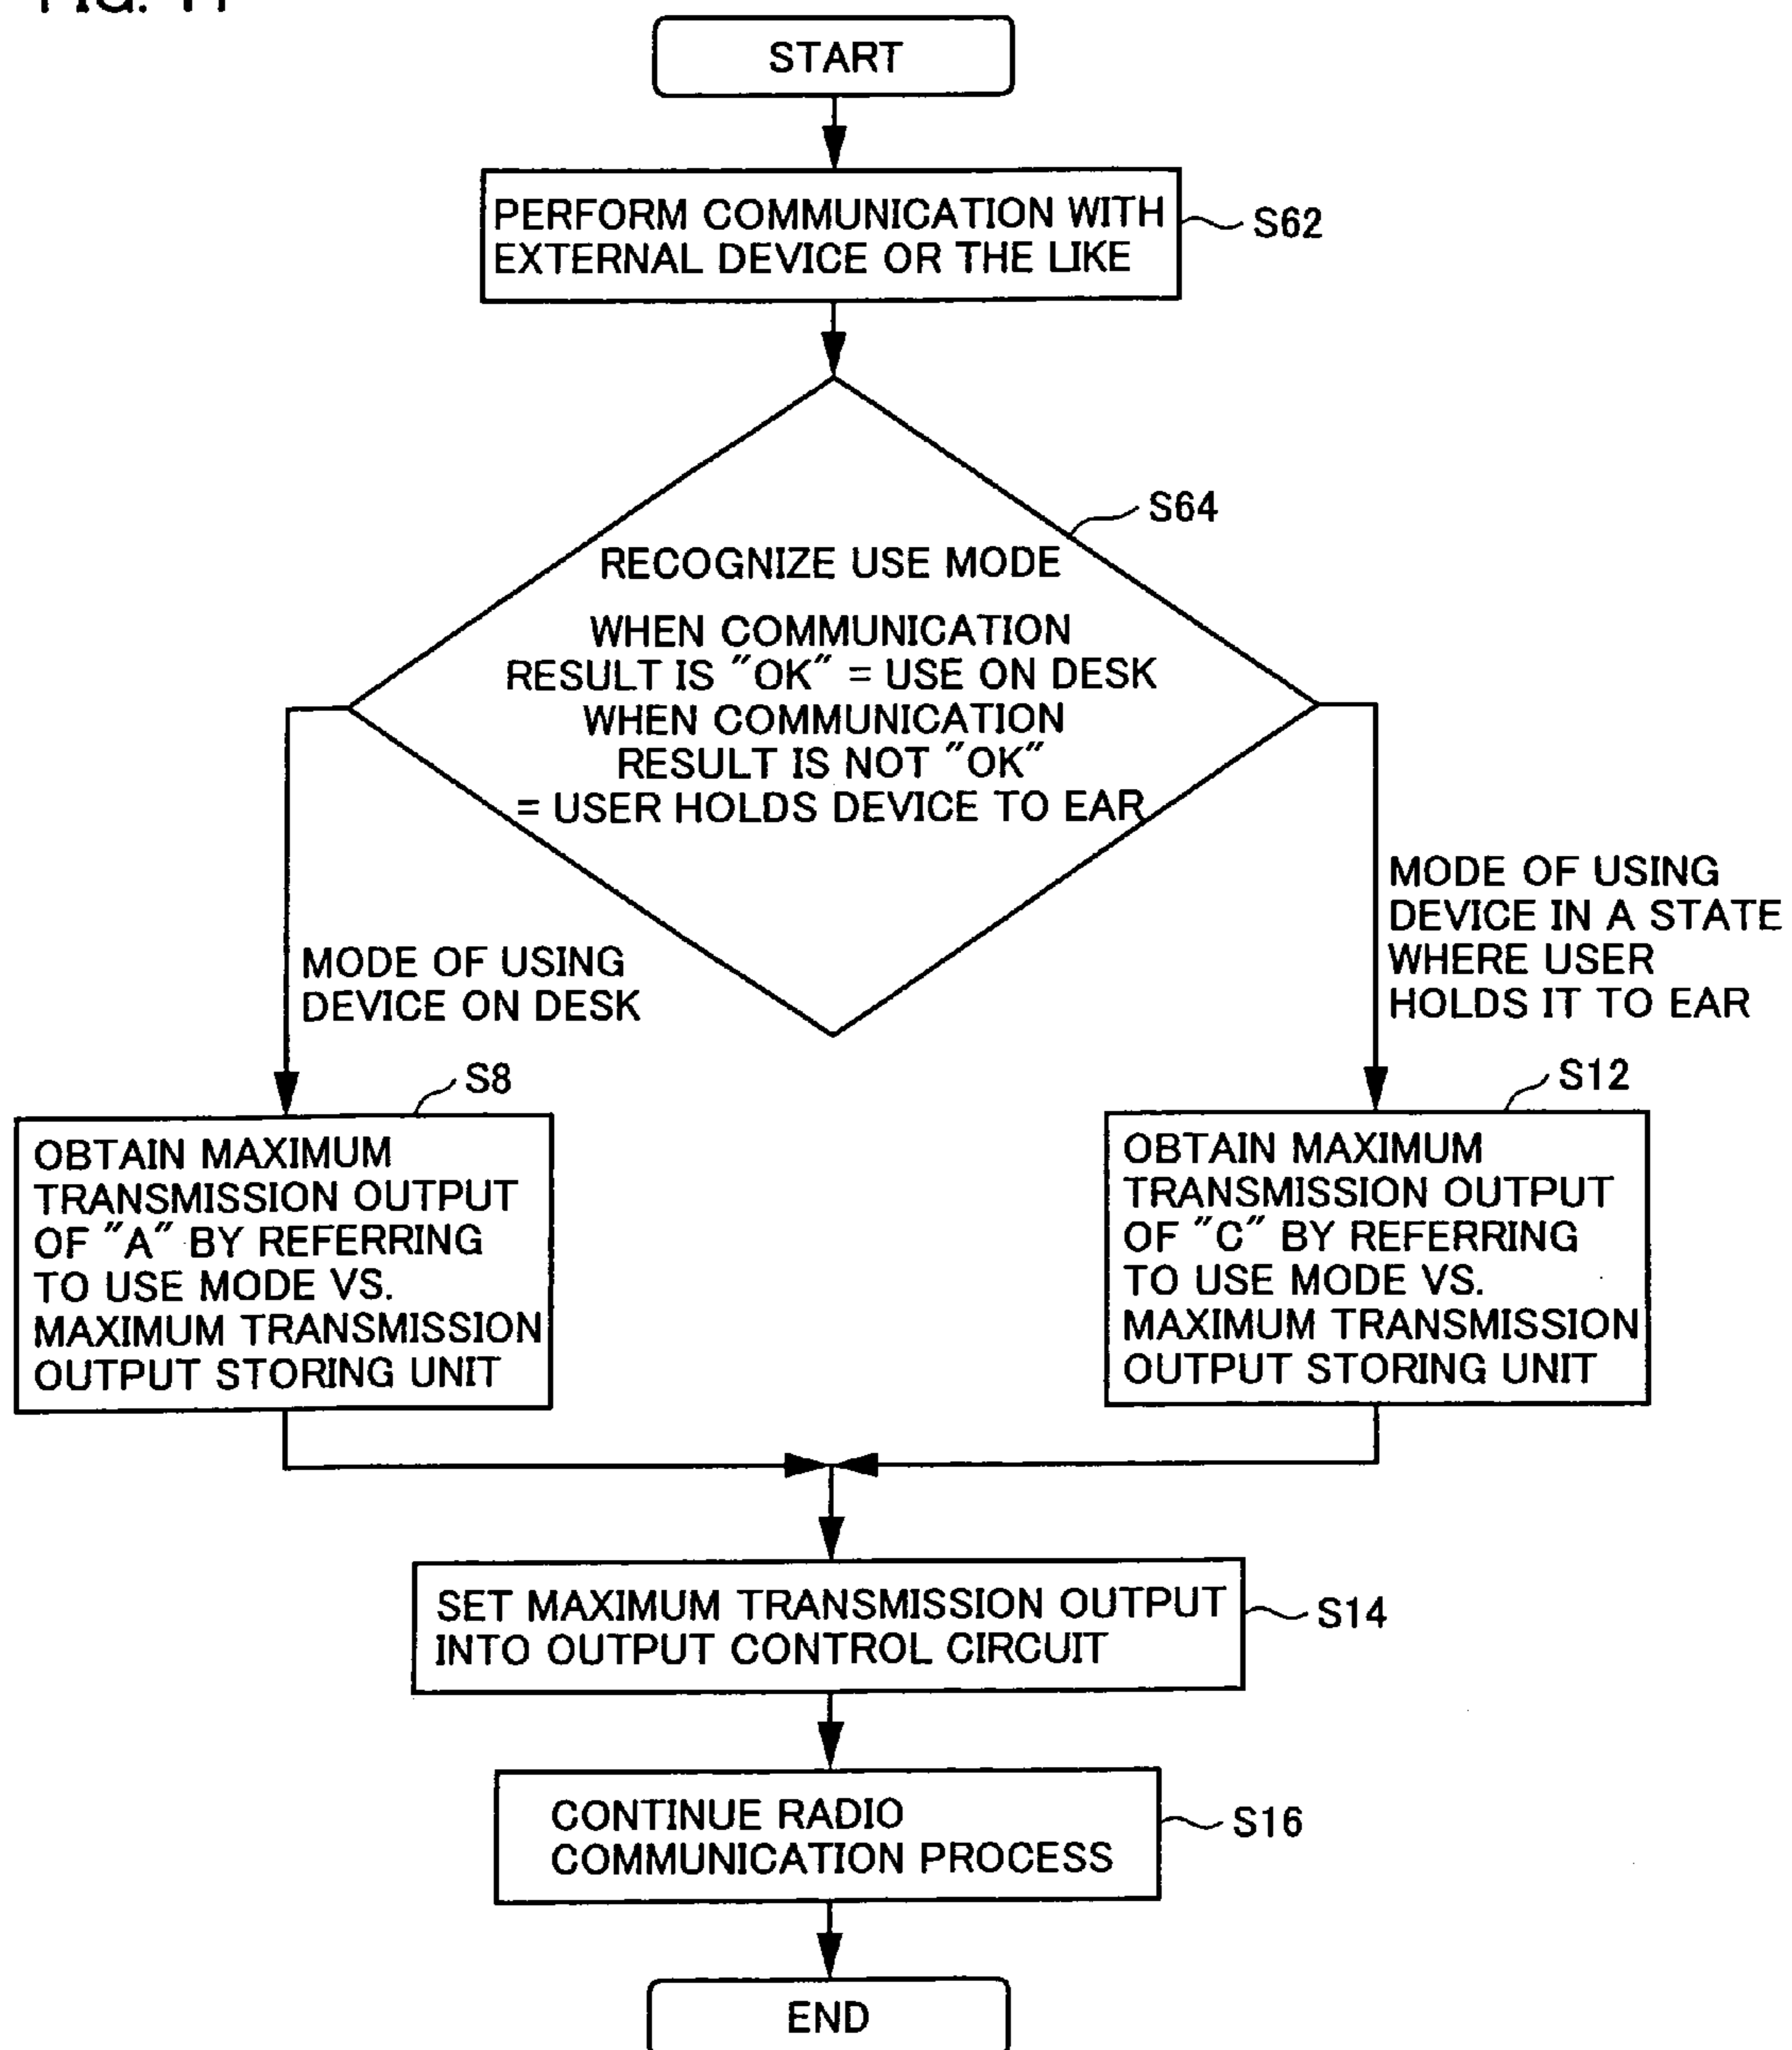 START
PERFORM COMMUNICATION WITH
EXTERNAL DEVICE OR THE LIKE
S62
S64
RECOGNIZE USE MODE
WHEN COMMUNICATION
RESULT IS "OK" = USE ON DESK
WHEN COMMUNICATION
RESULT IS NOT "OK"
= USER HOLDS DEVICE TO EAR
MODE OF USING
DEVICE ON DESK
MODE OF USING
DEVICE IN A STATE
WHERE USER
HOLDS IT TO EAR
S8
OBTAIN MAXIMUM
TRANSMISSION OUTPUT
OF "A" BY REFERRING
TO USE MODE VS.
MAXIMUM TRANSMISSION
OUTPUT STORING UNIT
S12
OBTAIN MAXIMUM
TRANSMISSION OUTPUT
OF "C" BY REFERRING
TO USE MODE VS.
MAXIMUM TRANSMISSION
OUTPUT STORING UNIT
SET MAXIMUM TRANSMISSION OUTPUT
INTO OUTPUT CONTROL CIRCUIT
S14
CONTINUE RADIO
COMMUNICATION PROCESS
S16
END